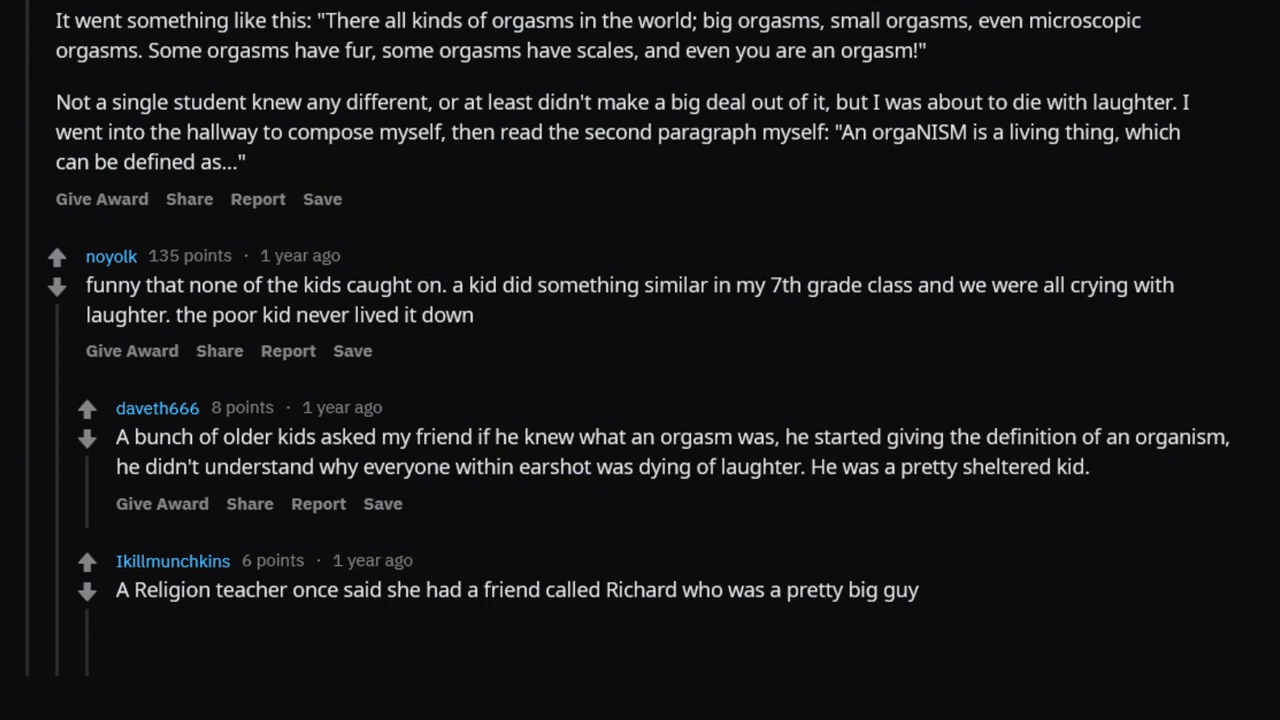 It went something like this: "There all kinds of orgasms in the world; big orgasms, small orgasms, even microscopic
orgasms. Some orgasms have fur, some orgasms have scales, and even you are an orgasm!"
Not a single student knew any different, or at least didn't make a big deal out of it, but I was about to die with laughter. I
went into the hallway to compose myself, then read the second paragraph myself: "An orgaNISM is a living thing, which
can be defined as..."
Give Award Share Report Save
noyolk 135 points · 1 year ago
funny that none of the kids caught on. a kid did something similar in my 7th grade class and we were all crying with
laughter. the poor kid never lived it down
Give Award Share Report Save
daveth666 8 points · 1 year ago
A bunch of older kids asked my friend if he knew what an orgasm was, he started giving the definition of an organism,
he didn't understand why everyone within earshot was dying of laughter. He was a pretty sheltered kid.
Give Award Share Report Save
Ikillmunchkins 6 points · 1 year ago
A Religion teacher once said she had a friend called Richard who was a pretty big guy